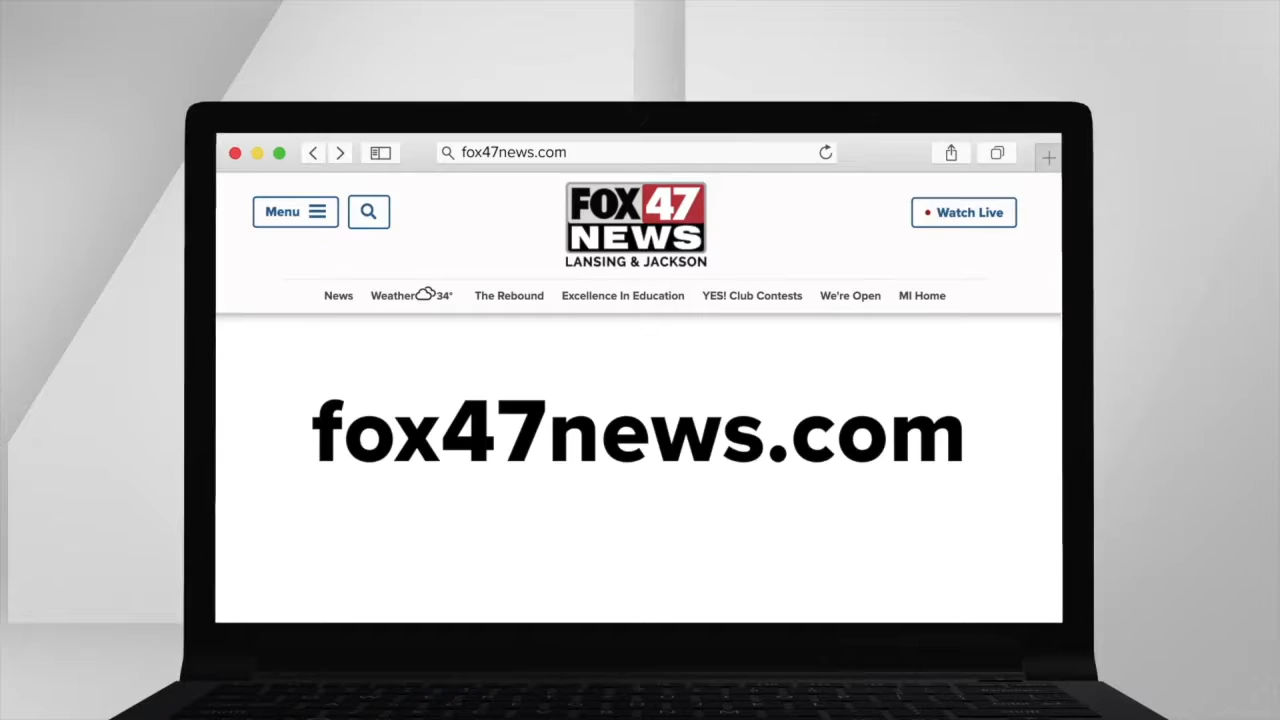 fox47news.com
Menu
FOX 47
NEWS
LANSING & JACKSON
Watch Live
News Weather 34° The Rebound Excellence In Education YES! Club Contests We're Open MI Home
fox47news.com